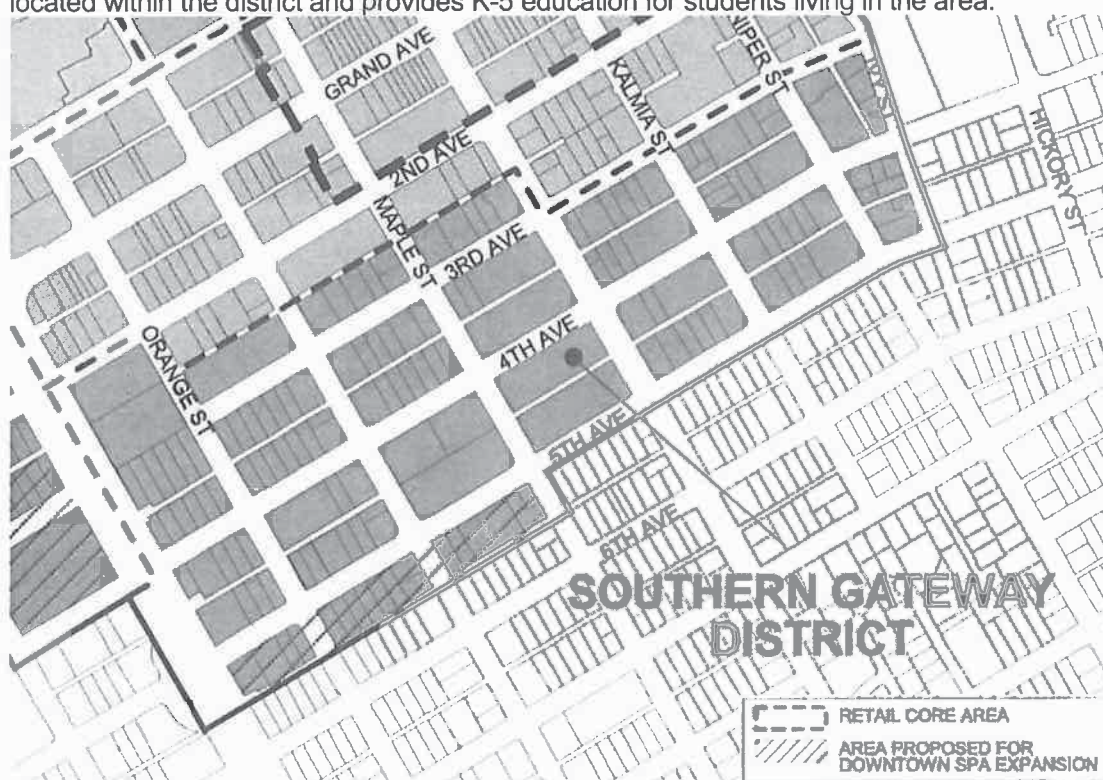 located within the district and provides K-5 education for students living in the area.
GRAND AVE
KALMIA ST
HICKORY ST
2ND AVE
MAPLE ST
3RD AVE
ORANGE ST
4TH AVE
5TH AVE
6TH AVE
SOUTHERN GATEWAY
DISTRICT
RETAIL CORE AREA
AREA PROPOSED FOR
DOWNTOWN SPA EXPANSION